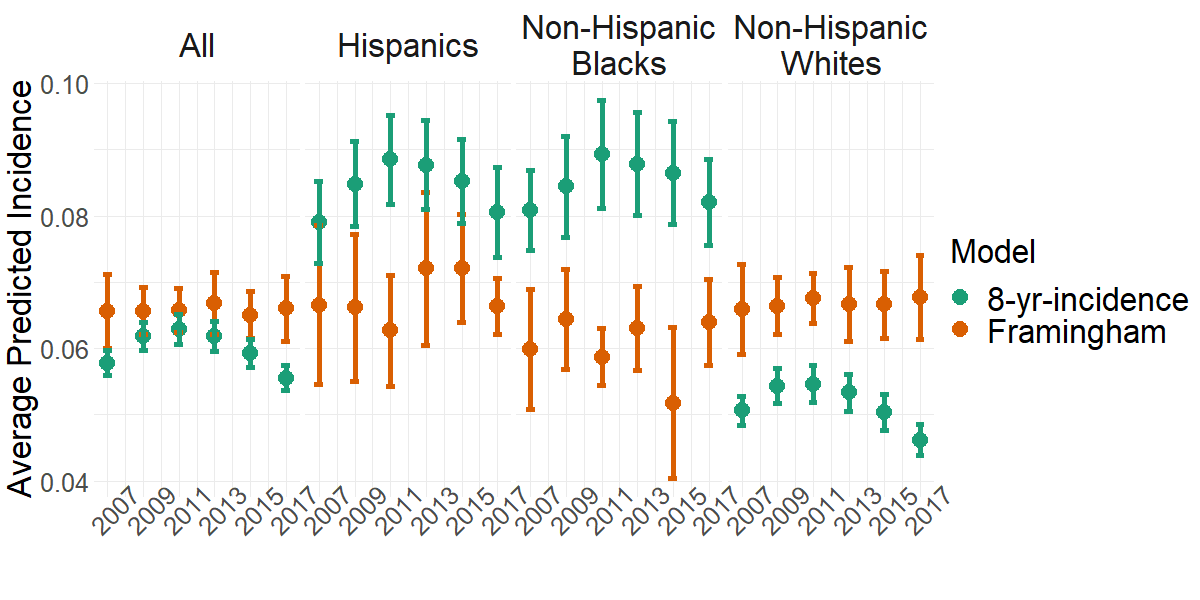 All
Hispanics
Non-Hispanic
Blacks
Non-Hispanic
Whites
Average Predicted Incidence
0.10
0.08
0.06
0.04
2007 2009 2011 2013 2015 2017
2007 2009 2011 2013 2015 2017
2007 2009 2011 2013 2015 2017
2007 2009 2011 2013 2015 2017
Model
8-yr-incidence
Framingham